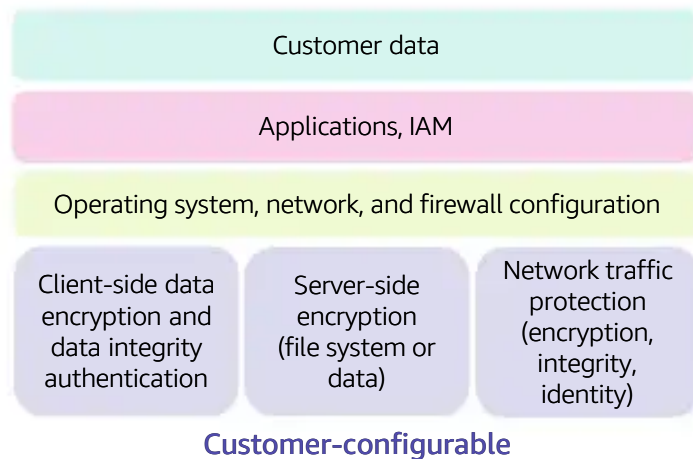 Customer data
Applications, IAM
Operating system, network, and firewall configuration
Client-side data
encryption and
data integrity
authentication
Server-side
encryption
(file system or
data)
Network traffic
protection
(encryption,
integrity,
identity)
Customer-configurable